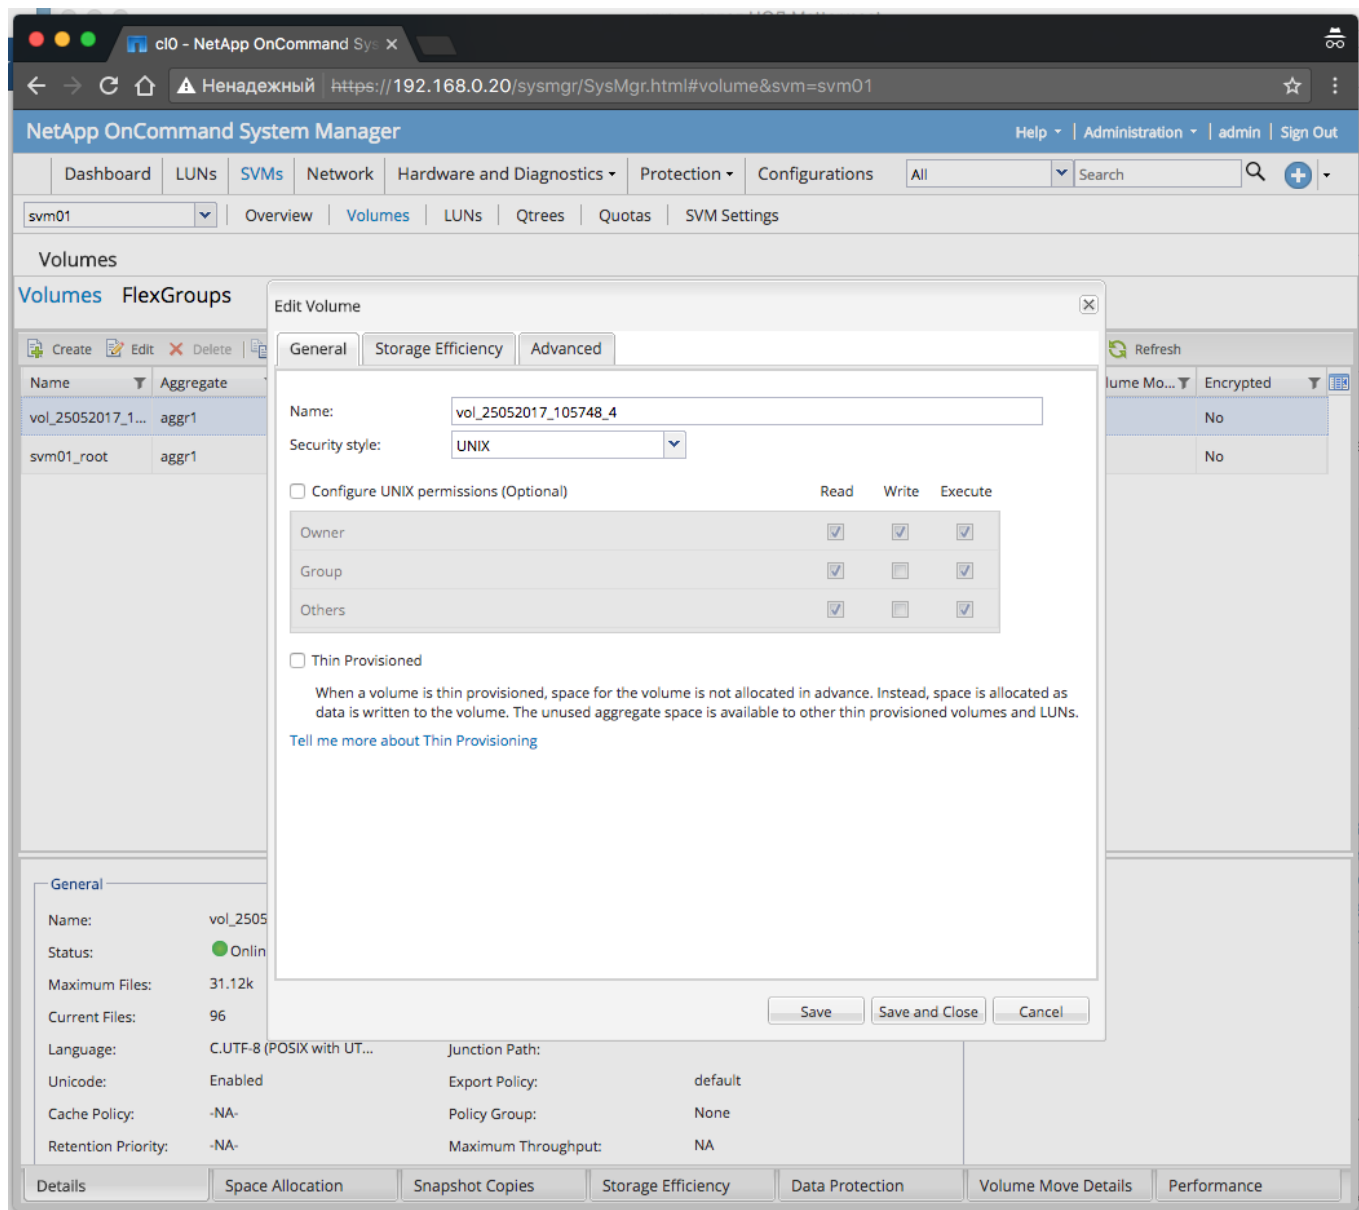 cl0 - NetApp OnCommand Sys
Ненадежный https://192.168.0.20/sysmgr/SysMgr.html#volume&svm=svm01
NetApp OnCommand System Manager Help Administration admin Sign Out
Dashboard LUNs SVMs Network Hardware and Diagnostics Protection Configurations All Search
svm01 Overview Volumes LUNs Qtrees Quotas SVM Settings
Volumes
Volumes FlexGroups
Edit Volume
Create Edit Delete Refresh
General Storage Efficiency Advanced
Name Aggregate lume Mo... Encrypted
vol_25052017_1... aggr1 No
svm01_root aggr1 No
Name: vol_25052017_105748_4
Security style: UNIX
Configure UNIX permissions (Optional) Read Write Execute
Owner
Group
Others
Thin Provisioned
When a volume is thin provisioned, space for the volume is not allocated in advance. Instead, space is allocated as
data is written to the volume. The unused aggregate space is available to other thin provisioned volumes and LUNs.
Tell me more about Thin Provisioning
Save Save and Close Cancel
General
Name: vol_2505
Status: Onlin
Maximum Files: 31.12k
Current Files: 96
Language: C.UTF-8 (POSIX with UT... Junction Path:
Unicode: Enabled Export Policy: default
Cache Policy: -NA- Policy Group: None
Retention Priority: -NA- Maximum Throughput: NA
Details Space Allocation Snapshot Copies Storage Efficiency Data Protection Volume Move Details Performance